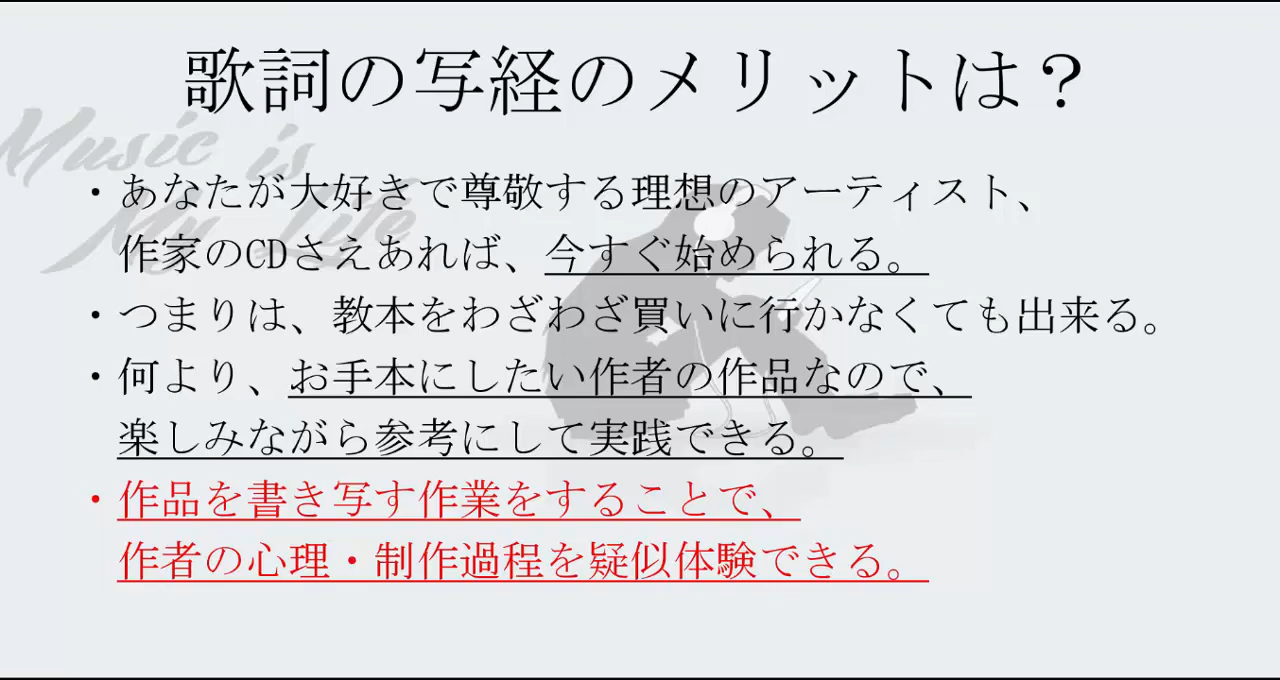 歌詞の写経のメリットは？
Music is
My Life
・あなたが大好きで尊敬する理想のアーティスト、
作家のCDさえあれば、今すぐ始められる。
・つまりは、教本をわざわざ買いに行かなくても出来る。
・何より、お手本にしたい作者の作品なので、
楽しみながら参考にして実践できる。
・作品を書き写す作業をすることで、
作者の心理・制作過程を疑似体験できる。